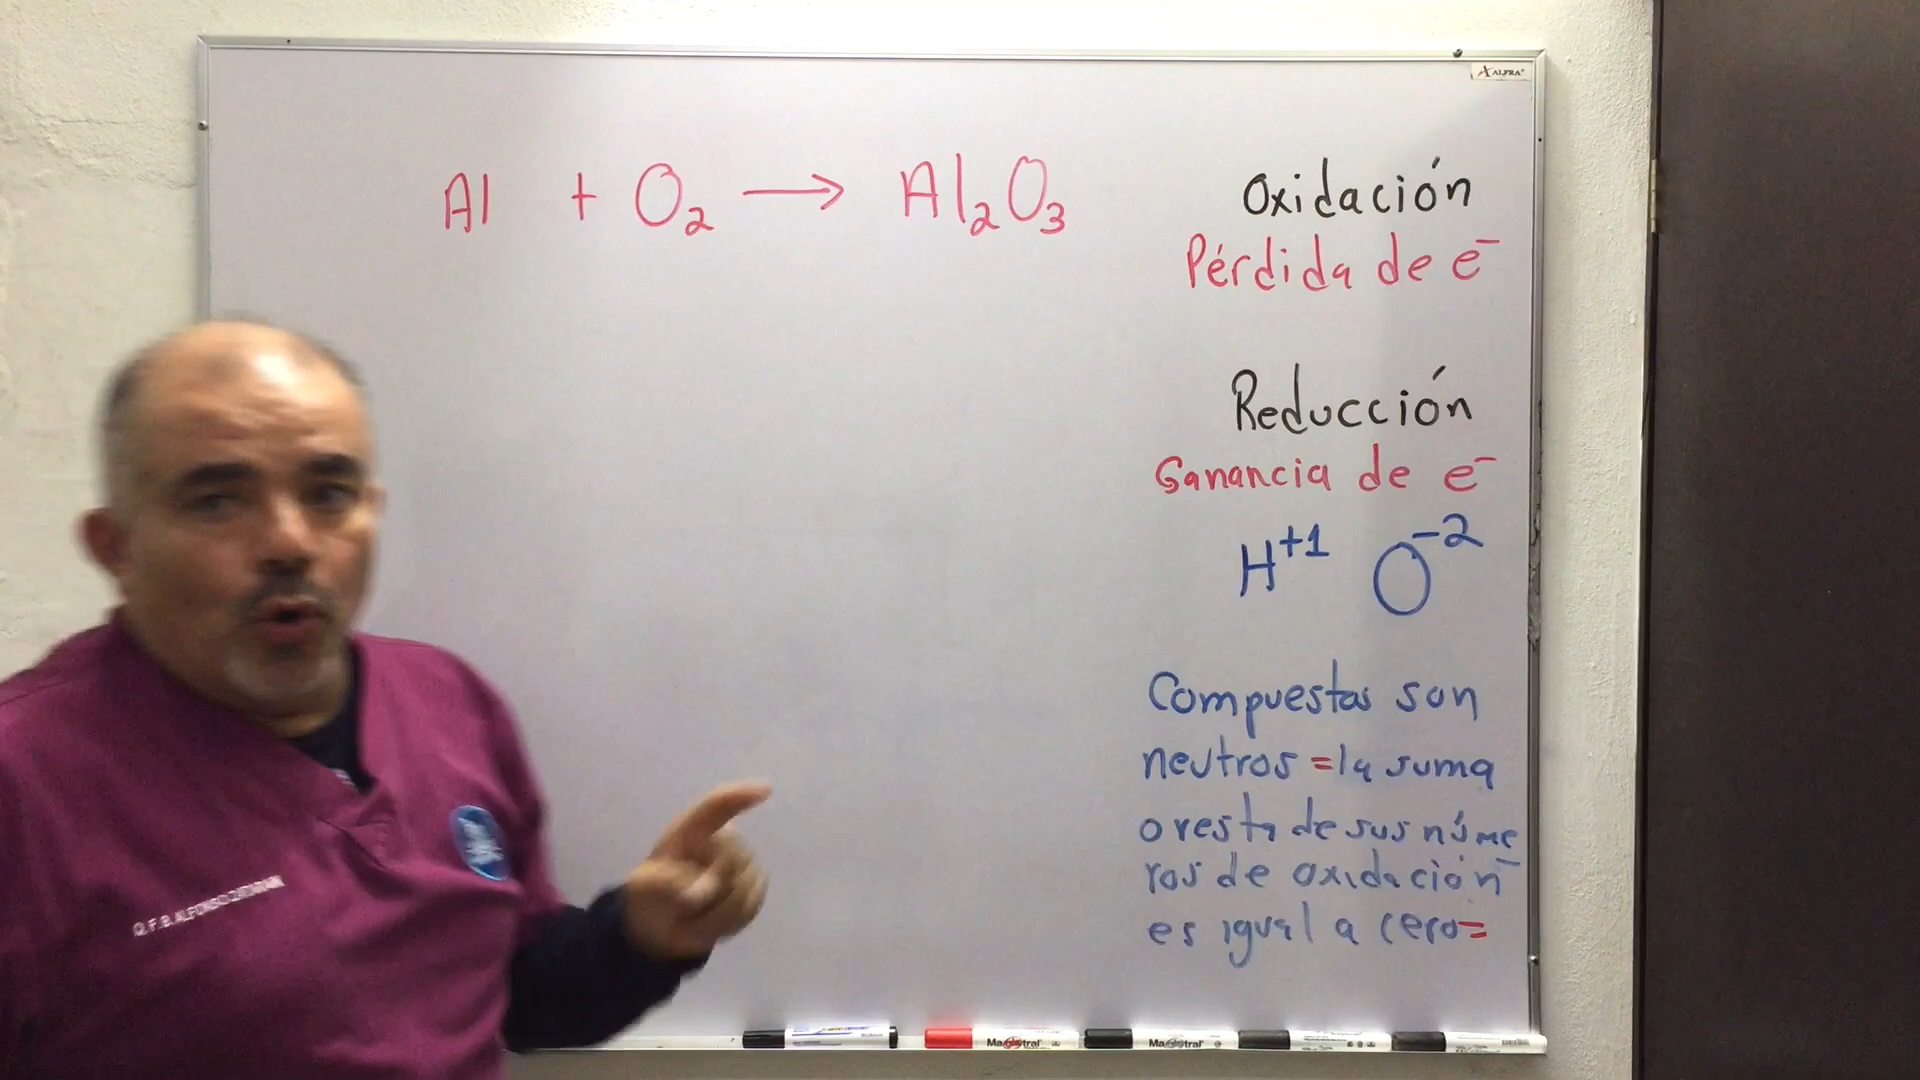 ALFRA
Al + O₂ → Al₂O₃
Oxidación
Pérdida de e⁻
Reducción
Ganancia de e⁻
H⁺¹ O⁻²
Compuestos son
neutros = la suma
o resta de sus núme
ros de oxidación
es igual a cero=
Q.F.B. ALFONSO
Magistral
Magistral